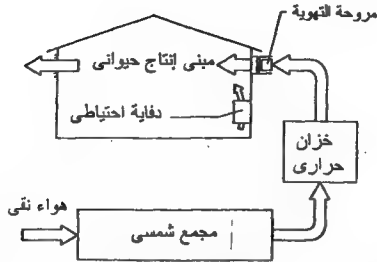 مروحة التهوية
مبنى إنتاج حيوانى
دفاية احتياطى
خزان
حرارى
هواء نقى
مجمع شمسى